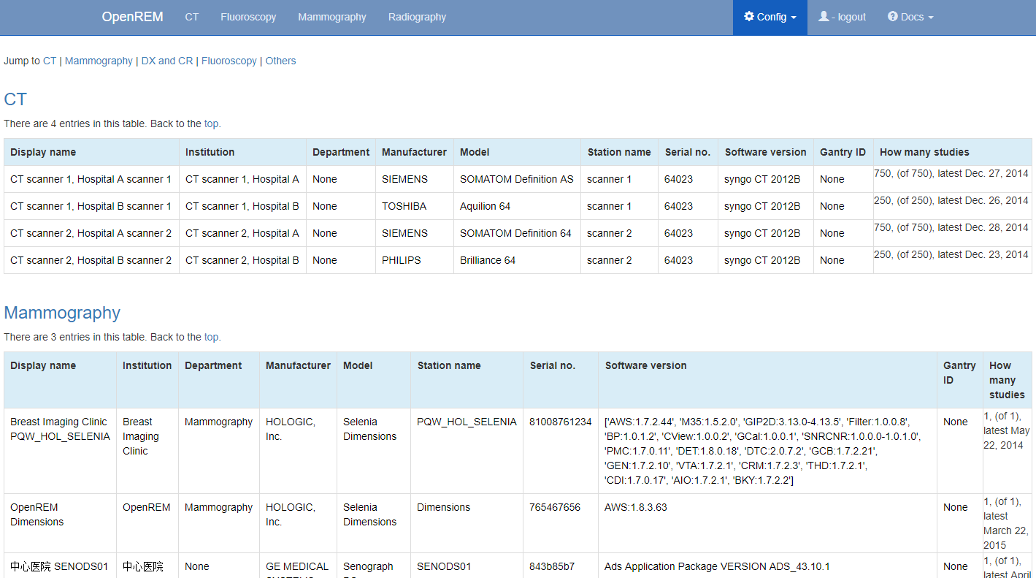 OpenREM CT Fluoroscopy Mammography Radiography Config - logout Docs
Jump to CT | Mammography | DX and CR | Fluoroscopy | Others
CT
There are 4 entries in this table. Back to the top.
Display name Institution Department Manufacturer Model Station name Serial no. Software version Gantry ID How many studies
CT scanner 1, Hospital A scanner 1 CT scanner 1, Hospital A None SIEMENS SOMATOM Definition AS scanner 1 64023 syngo CT 2012B None 750, (of 750), latest Dec. 27, 2014
CT scanner 1, Hospital B scanner 1 CT scanner 1, Hospital B None TOSHIBA Aquilion 64 scanner 1 64023 syngo CT 2012B None 250, (of 250), latest Dec. 26, 2014
CT scanner 2, Hospital A scanner 2 CT scanner 2, Hospital A None SIEMENS SOMATOM Definition 64 scanner 2 64023 syngo CT 2012B None 750, (of 750), latest Dec. 28, 2014
CT scanner 2, Hospital B scanner 2 CT scanner 2, Hospital B None PHILIPS Brilliance 64 scanner 2 64023 syngo CT 2012B None 250, (of 250), latest Dec. 23, 2014
Mammography
There are 3 entries in this table. Back to the top.
Display name Institution Department Manufacturer Model Station name Serial no. Software version Gantry How
ID many
studies
Breast Imaging Clinic Breast Mammography HOLOGIC, Selenia PQW_HOL_SELENIA 81008761234 ['AWS:1.7.2.44', 'M35:1.5.2.0', 'GIP2D:3.13.0-4.13.5', 'Filter:1.0.0.8', None 1, (of 1),
PQW_HOL_SELENIA Imaging Inc. Dimensions 'BP:1.0.1.2', 'CView:1.0.0.2', 'GCal:1.0.0.1', 'SNRCNR:1.0.0.0-1.0.1.0', latest May
Clinic 'PMC:1.7.0.11', 'DET:1.8.0.18', 'DTC:2.0.7.2', 'GCB:1.7.2.21', 22, 2014
'GEN:1.7.2.10', 'VTA:1.7.2.1', 'CRM:1.7.2.3', 'THD:1.7.2.1',
'CDI:1.7.0.17', 'AIO:1.7.2.1', 'BKY:1.7.2.2']
OpenREM OpenREM Mammography HOLOGIC, Selenia Dimensions 765467656 AWS:1.8.3.63 None 1, (of 1),
Dimensions Inc. Dimensions latest
March 22,
2015
中心医院 SENODS01 中心医院 None GE MEDICAL Senograph SENODS01 843b85b7 Ads Application Package VERSION ADS_43.10.1 None 1, (of 1),
latest April